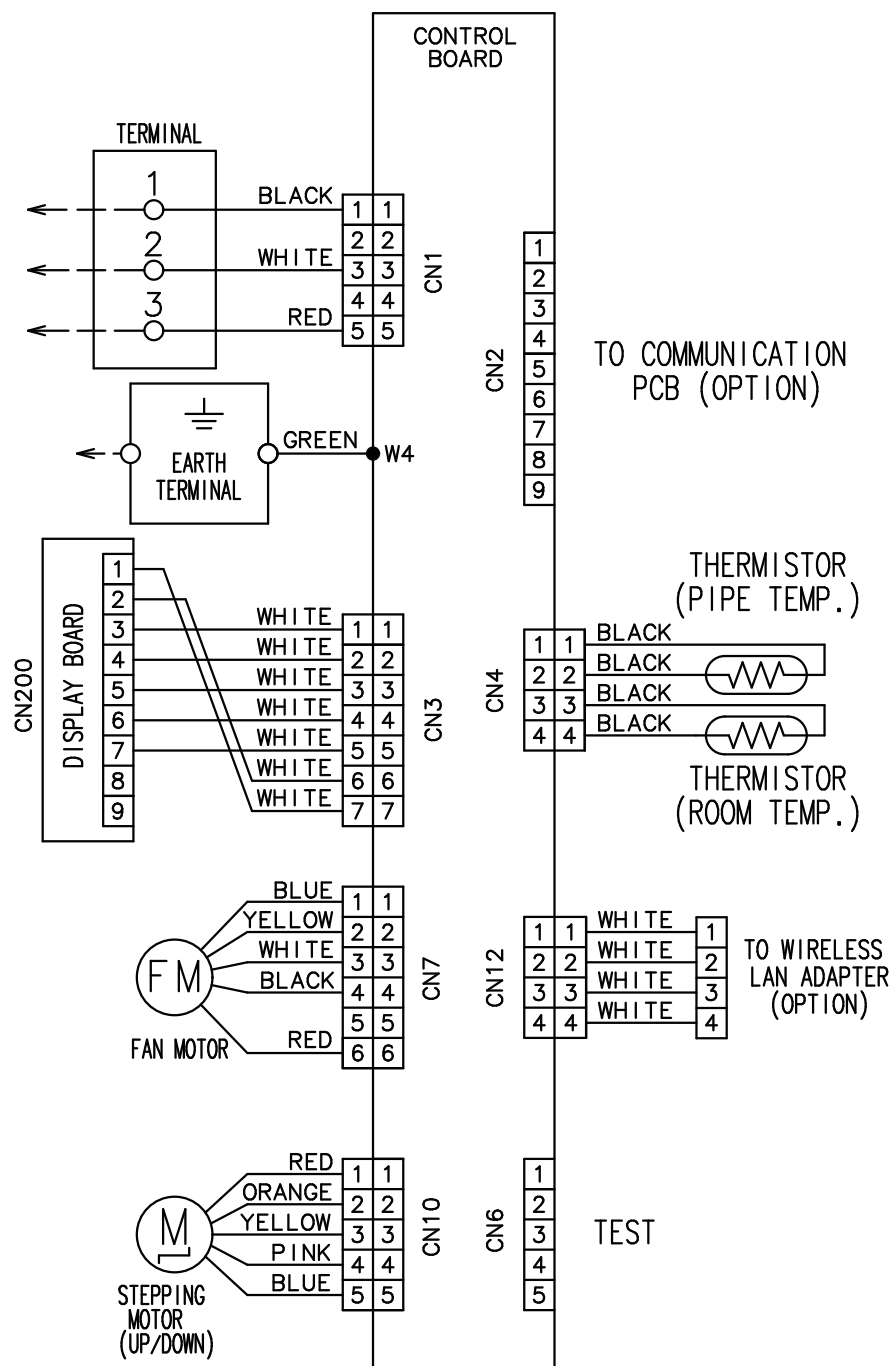 CONTROL
BOARD
TERMINAL
1
BLACK
1 1
2 2
2
WHITE
3 3
4 4
3
RED
5 5
CN1
CN2
1
2
3
4
5
6
7
8
9
TO COMMUNICATION
PCB (OPTION)
GREEN
W4
EARTH
TERMINAL
CN200
DISPLAY BOARD
1
2
3
4
5
6
7
8
9
WHITE 1 1
WHITE 2 2
WHITE 3 3
WHITE 4 4
WHITE 5 5
WHITE 6 6
WHITE 7 7
CN3
CN4
1 1 BLACK
2 2 BLACK
3 3 BLACK
4 4 BLACK
THERMISTOR
(PIPE TEMP.)
THERMISTOR
(ROOM TEMP.)
FM
FAN MOTOR
BLUE 1 1
YELLOW 2 2
WHITE 3 3
BLACK 4 4
5 5
RED 6 6
CN7
CN12
1 1 WHITE 1
2 2 WHITE 2
3 3 WHITE 3
4 4 WHITE 4
TO WIRELESS
LAN ADAPTER
(OPTION)
M
STEPPING
MOTOR
(UP/DOWN)
RED 1 1
ORANGE 2 2
YELLOW 3 3
PINK 4 4
BLUE 5 5
CN10
CN6
1
2
3
4
5
TEST